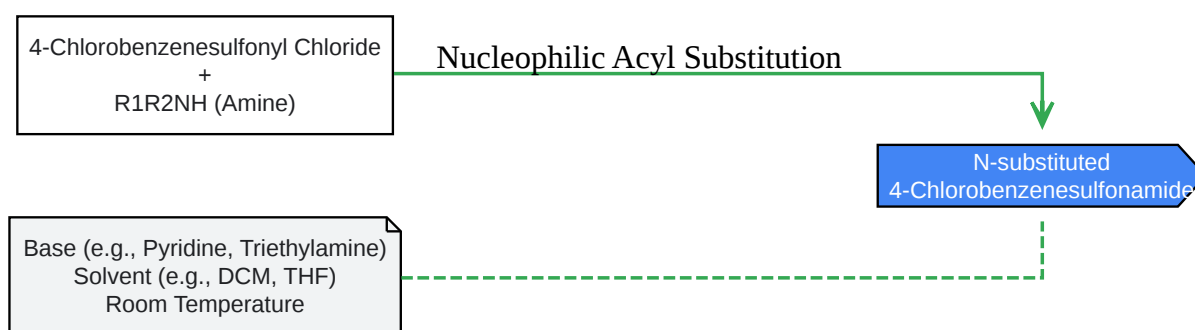 4-Chlorobenzenesulfonyl Chloride
+
R1R2NH (Amine)
Nucleophilic Acyl Substitution
N-substituted
4-Chlorobenzenesulfonamide
Base (e.g., Pyridine, Triethylamine)
Solvent (e.g., DCM, THF)
Room Temperature